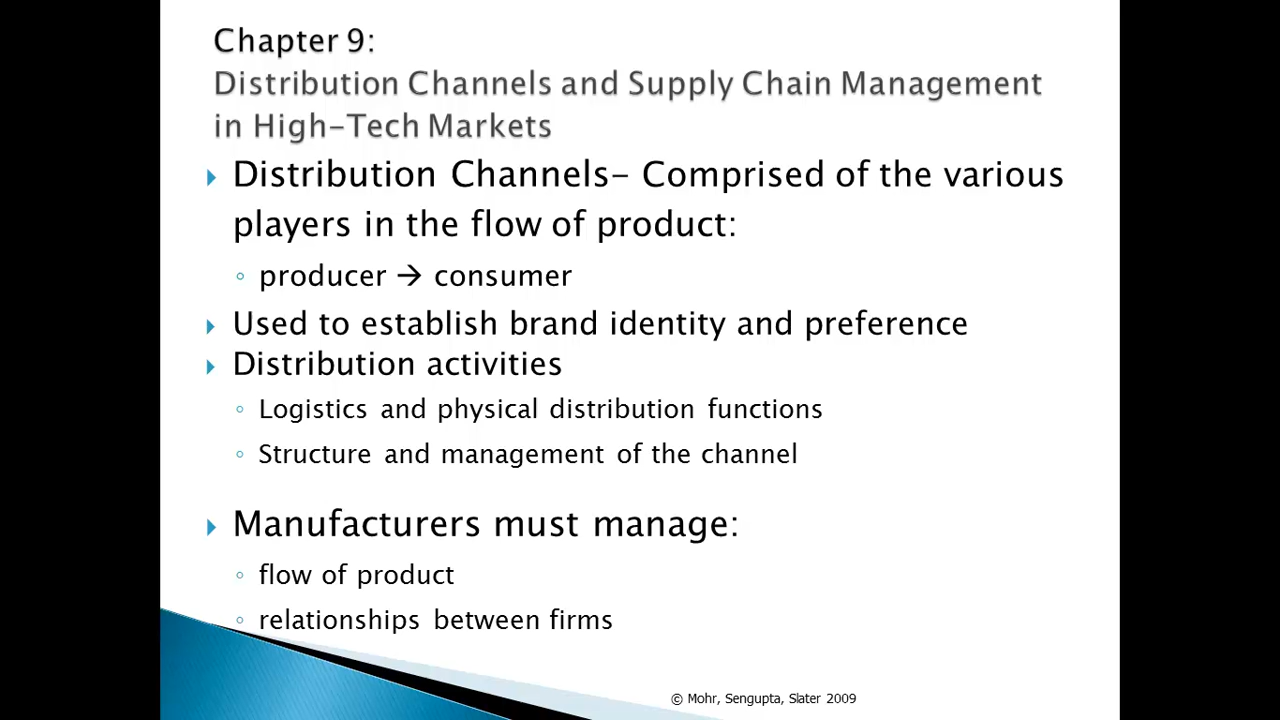 Chapter 9:
Distribution Channels and Supply Chain Management
in High-Tech Markets
Distribution Channels- Comprised of the various
players in the flow of product:
producer → consumer
Used to establish brand identity and preference
Distribution activities
Logistics and physical distribution functions
Structure and management of the channel
Manufacturers must manage:
flow of product
relationships between firms
© Mohr, Sengupta, Slater 2009